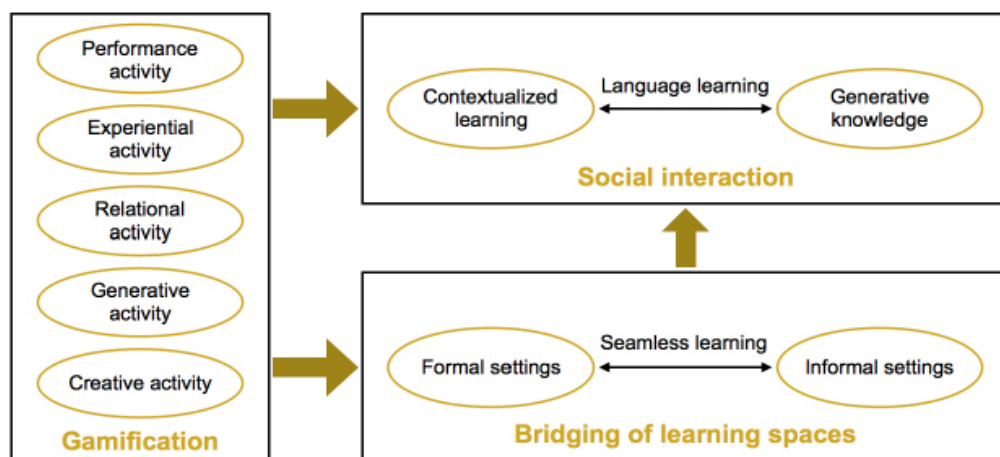 Performance
activity
Experiential
activity
Relational
activity
Generative
activity
Creative activity
Gamification
Contextualized
learning
Language learning
Generative
knowledge
Social interaction
Formal settings
Seamless learning
Informal settings
Bridging of learning spaces